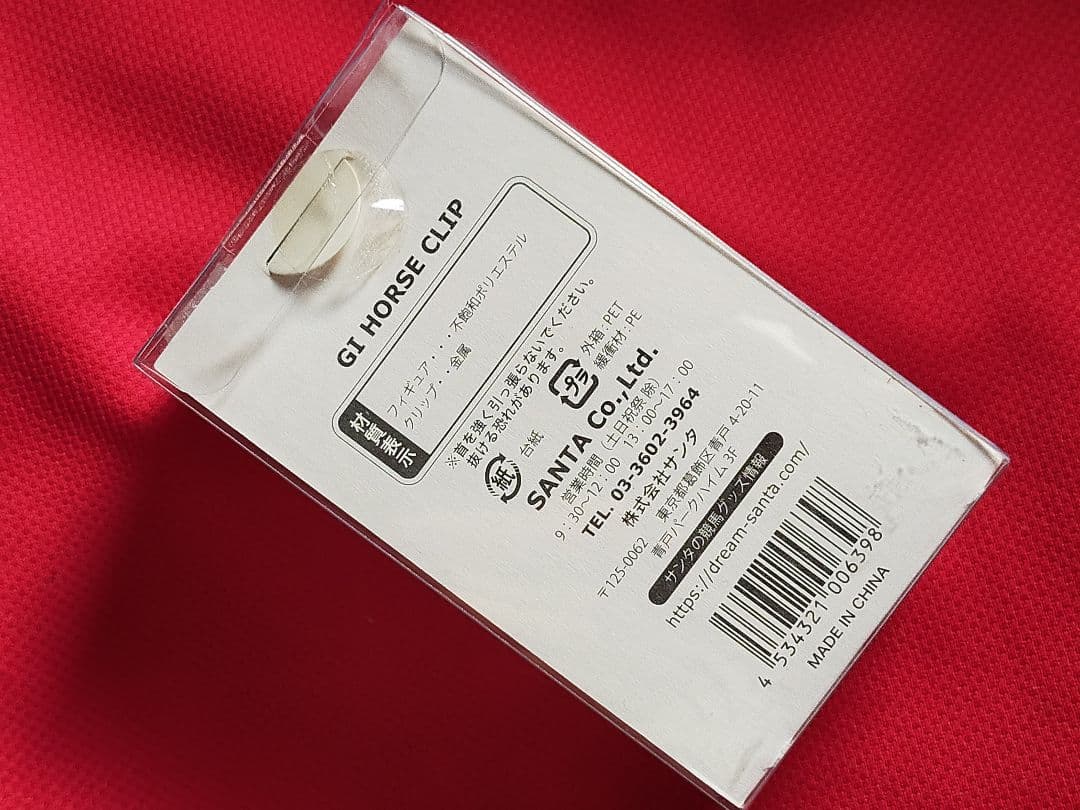 GI HORSE CLIP
材質表示
フィギュア・・・不飽和ポリエステル
クリップ・・金属
※首を強く引っ張らないでください。
抜ける恐れがあります。
紙
台紙
プラ
外箱：PET
緩衝材：PE
SANTA Co.,Ltd.
営業時間（土日祝祭 除）
9：30~12：00 13：00~17：00
TEL. 03-3602-3964
株式会社サンタ
〒125-0062 東京都葛飾区青戸 4-20-11
青戸パークハイム 3F
サンタの競馬グッズ情報
https://dream-santa.com/
4 534321 006398
MADE IN CHINA